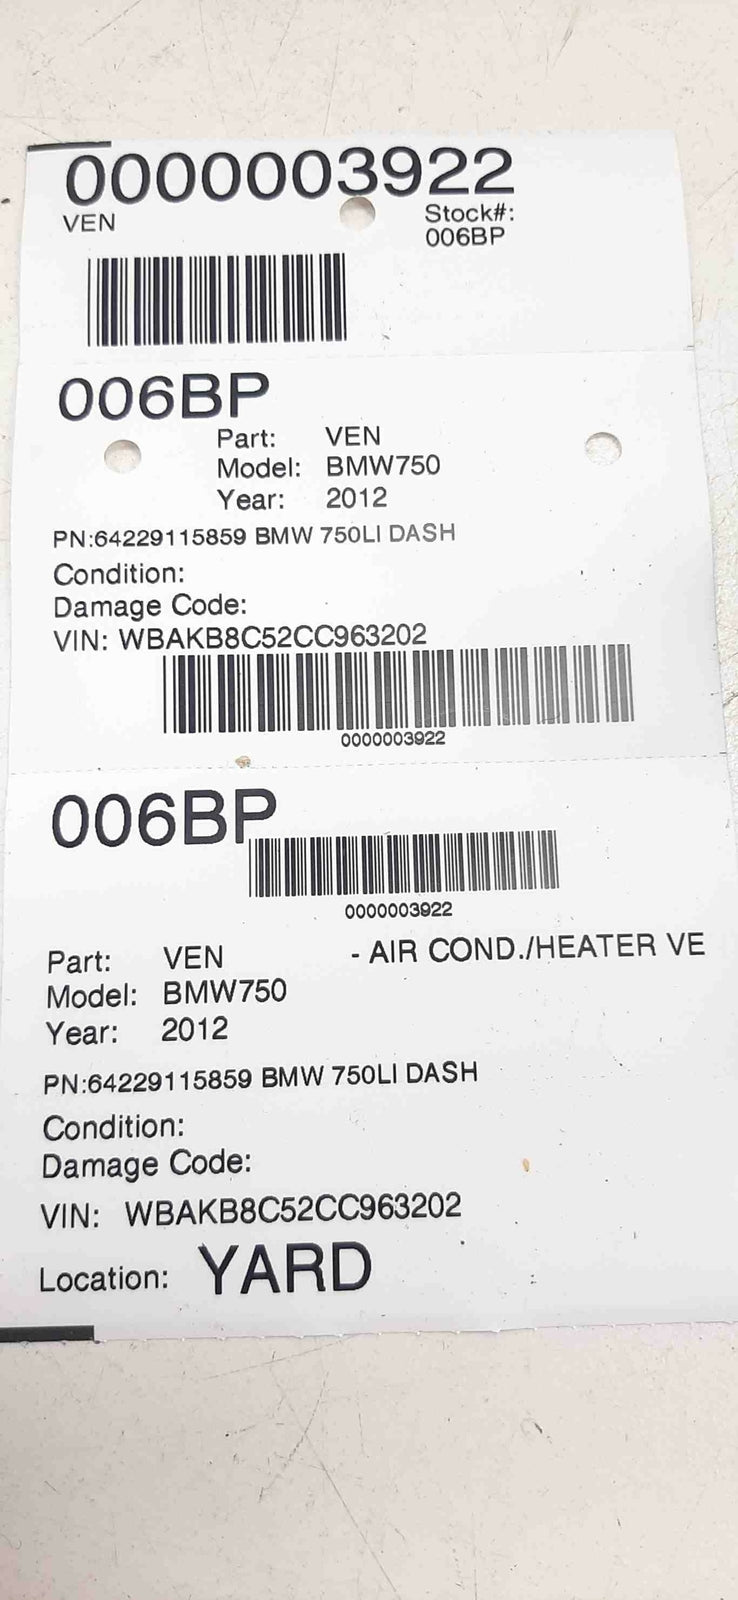 0000003922
VEN
Stock#:
006BP
006BP
Part: VEN
Model: BMW750
Year: 2012
PN:64229115859 BMW 750LI DASH
Condition:
Damage Code:
VIN: WBAKB8C52CC963202
0000003922
006BP
0000003922
Part: VEN - AIR COND./HEATER VE
Model: BMW750
Year: 2012
PN:64229115859 BMW 750LI DASH
Condition:
Damage Code:
VIN: WBAKB8C52CC963202
Location: YARD